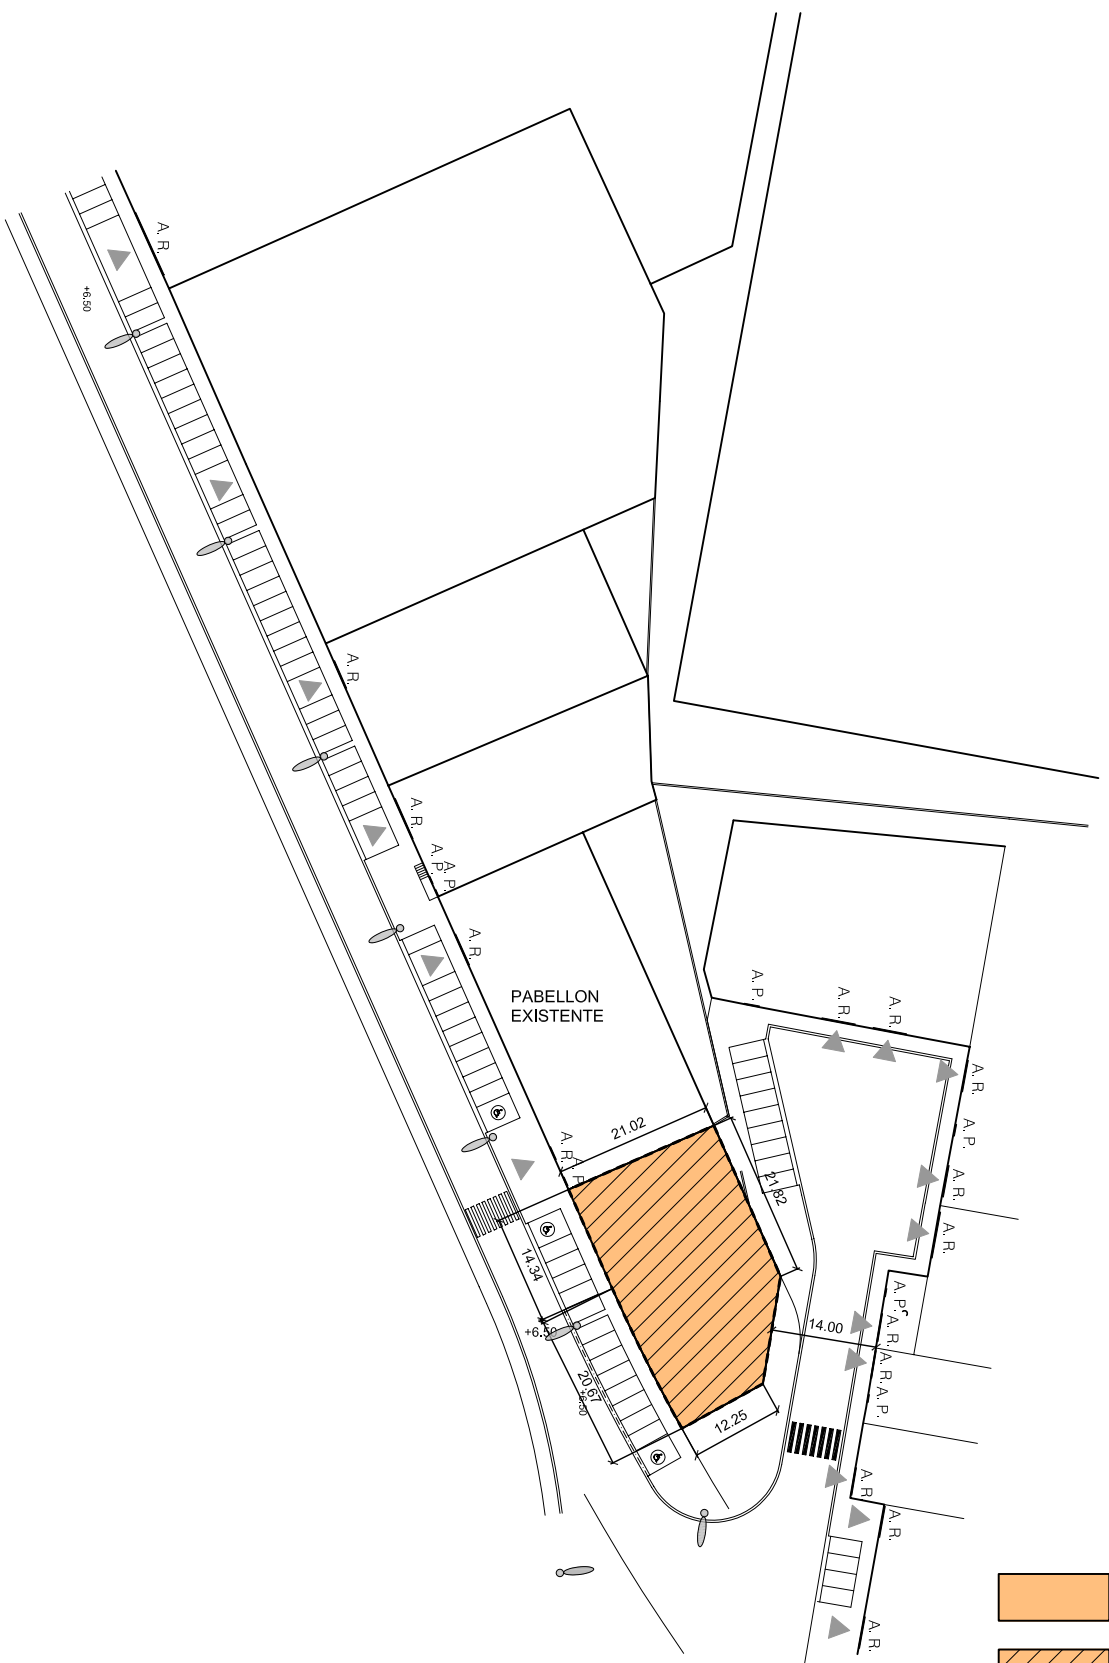 A. R.
+6.50
A. R.
A. R.
A. P.
A. P.
A. R.
PABELLON
EXISTENTE
A. P.
A. R.
A. R.
A. R.
A. P.
A. R.
A. R.
21.02
A. R.
A. P.
21.82
14.34
+6.50
14.00
A. P.
A. R.
A. R.
A. P.
20.67
+6.50
12.25
A. R.
A. R.
A. R.